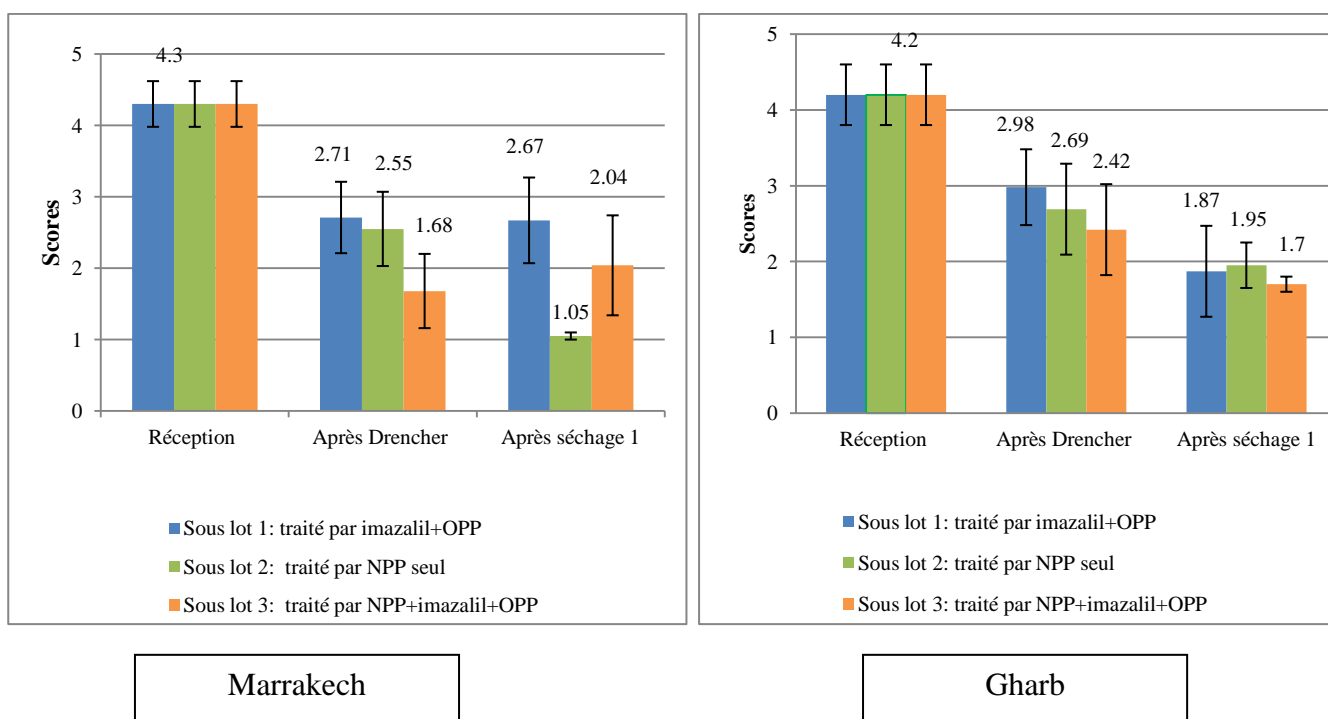 5
4
3
2
1
0
Scores
4.3
2.71
2.55
1.68
2.67
1.05
2.04
Réception
Après Drencher
Après séchage 1
Sous lot 1: traité par imazalil+OPP
Sous lot 2: traité par NPP seul
Sous lot 3: traité par NPP+imazalil+OPP
Marrakech
5
4
3
2
1
0
Scores
4.2
2.98
2.69
2.42
1.87
1.95
1.7
Réception
Après Drencher
Après séchage 1
Sous lot 1: traité par imazalil+OPP
Sous lot 2: traité par NPP seul
Sous lot 3: traité par NPP+imazalil+OPP
Gharb